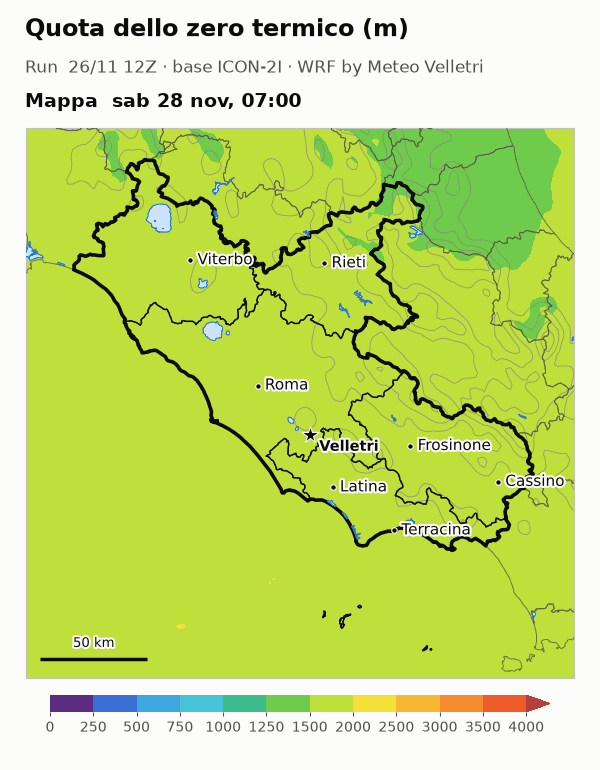 Quota dello zero termico (m)
Run  26/11 12Z · base ICON-2I · WRF by Meteo Velletri
Mappa  sab 28 nov, 07:00
Viterbo
Rieti
Roma
Velletri
Frosinone
Latina
Cassino
Terracina
50 km
0 250 500 750 1000 1250 1500 2000 2500 3000 3500 4000